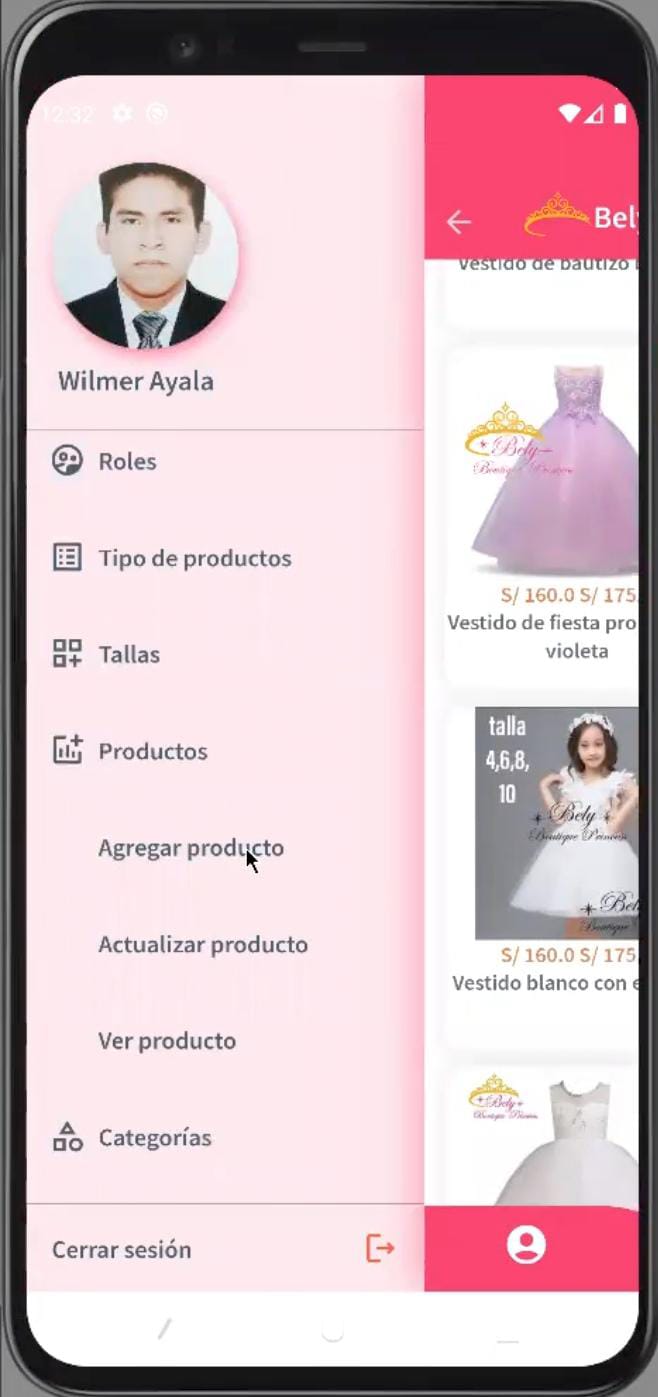 12:32
Wilmer Ayala
Roles
Tipo de productos
Tallas
Productos
Agregar producto
Actualizar producto
Ver producto
Categorías
Cerrar sesión
Bel
Vestido de bautizo
Bely
Boutique Princess
S/ 160.0 S/ 175.
Vestido de fiesta pro
violeta
talla
4,6,8,
10
Bely
Boutique Princess
Bel
Boutique
S/ 160.0 S/ 175.
Vestido blanco con e
Bely
Boutique Princess